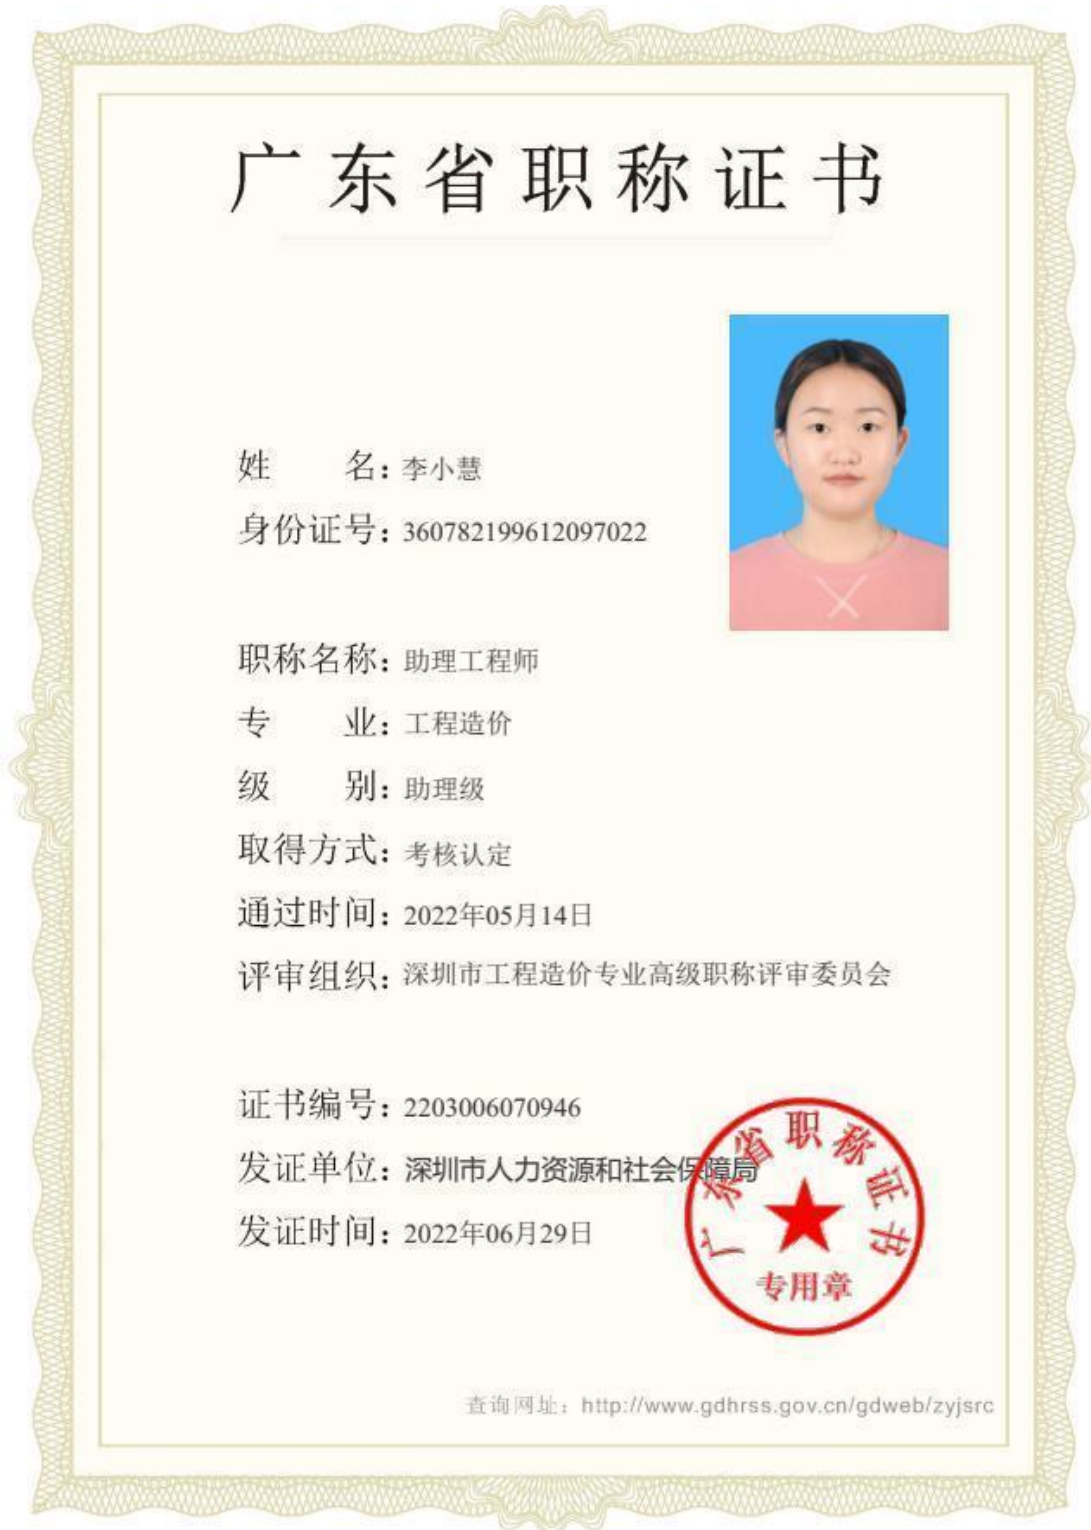 广东省职称证书
姓名：李小慧
身份证号：360782199612097022
职称名称：助理工程师
专业：工程造价
级别：助理级
取得方式：考核认定
通过时间：2022年05月14日
评审组织：深圳市工程造价专业高级职称评审委员会
证书编号：2203006070946
发证单位：深圳市人力资源和社会保障局
发证时间：2022年06月29日
广东省职称证书
专用章
查询网址：http://www.gdhrss.gov.cn/gdweb/zyjsrc